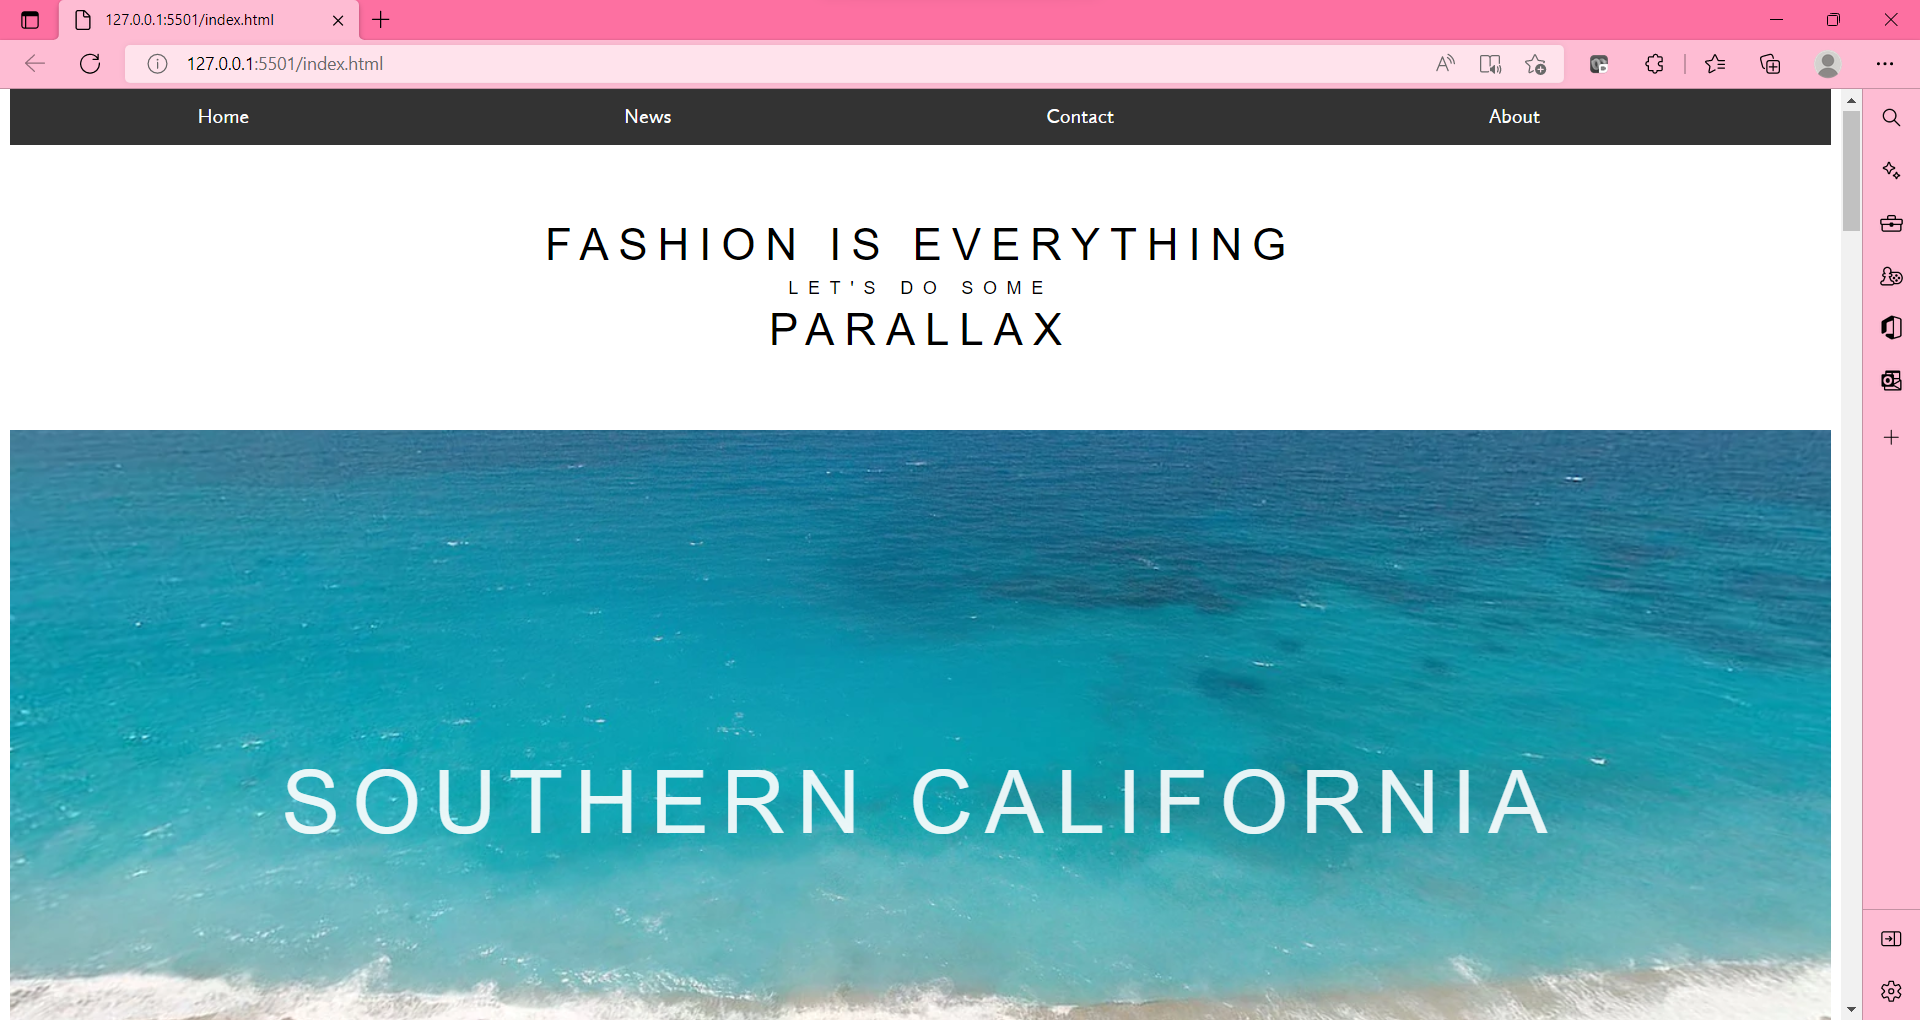 127.0.0.1:5501/index.html
127.0.0.1:5501/index.html
Home News Contact About
FASHION IS EVERYTHING
LET'S DO SOME
PARALLAX
SOUTHERN CALIFORNIA